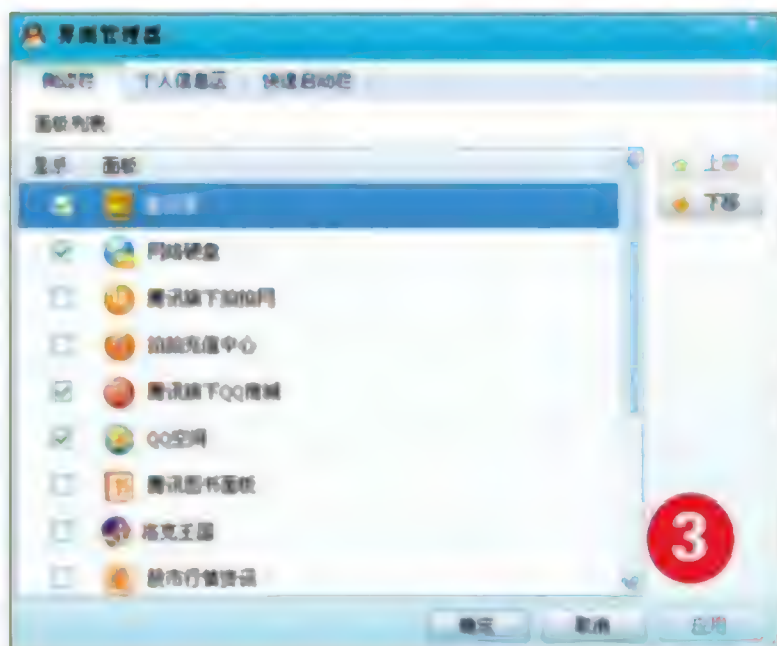 界面管理器
侧边栏 个人信息区 快速启动栏
面板列表
显示 面板
上移
下移
网络硬盘
腾讯旗下拍拍网
拍拍充值中心
腾讯旗下QQ商城
QQ空间
腾讯图书面板
洛克王国
股市行情资讯
3
确定 取消 应用